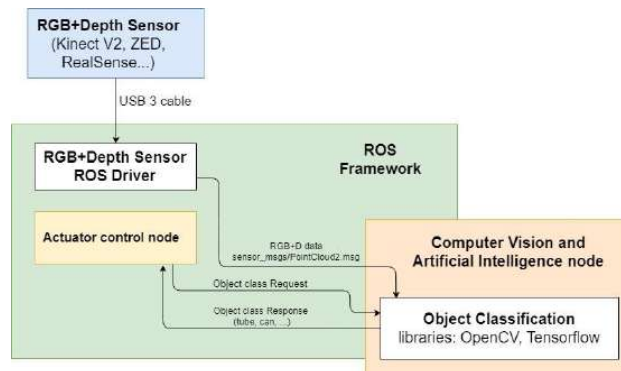 RGB+Depth Sensor
(Kinect V2, ZED,
RealSense...)
USB 3 cable
RGB+Depth Sensor
ROS Driver
ROS
Framework
Actuator control node
RGB+D data
sensor_msgs/PointCloud2.msg
Computer Vision and
Artificial Intelligence node
Object class Request
Object class Response
(tube, can, ...)
Object Classification
libraries: OpenCV, Tensorflow